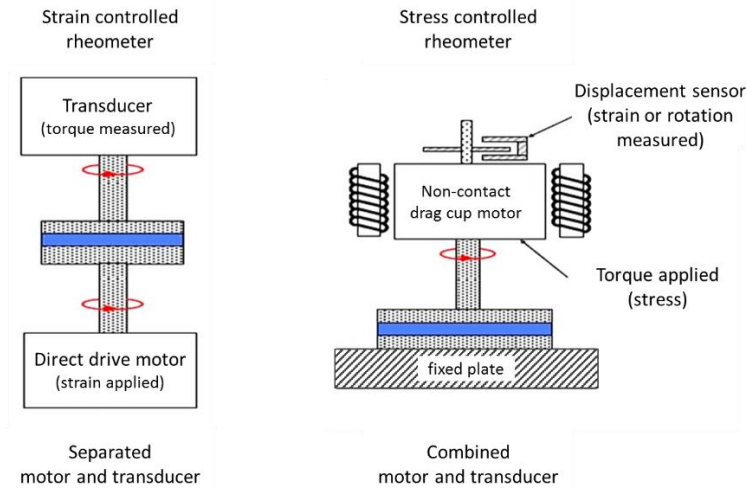 Strain controlled
rheometer
Transducer
(torque measured)
Direct drive motor
(strain applied)
Separated
motor and transducer
Stress controlled
rheometer
Displacement sensor
(strain or rotation
measured)
Non-contact
drag cup motor
Torque applied
(stress)
fixed plate
Combined
motor and transducer